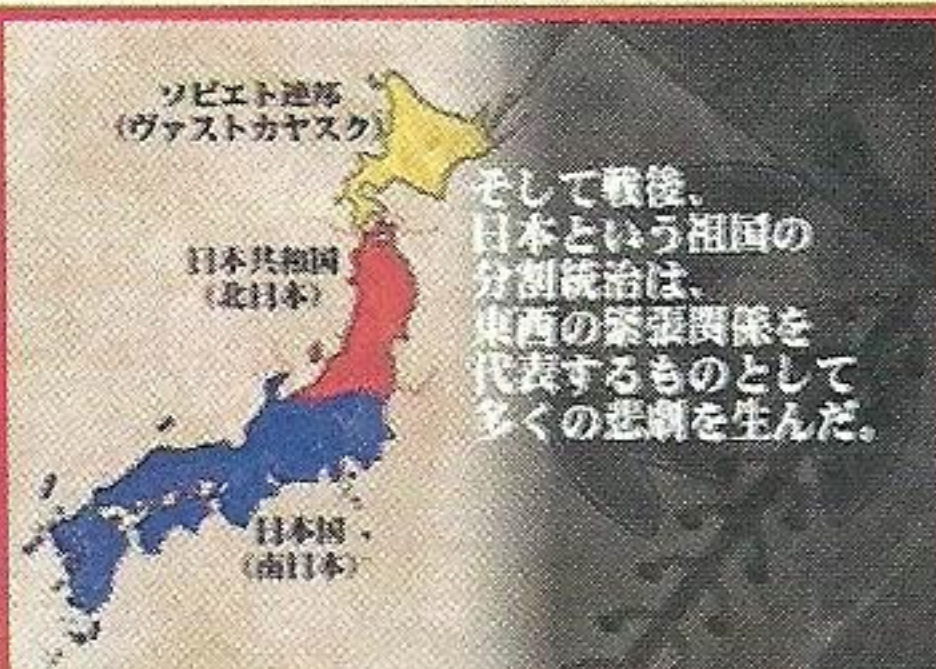 ソビエト連邦
(ヴァストカヤスク)
日本共和国
(北日本)
日本国
(南日本)
そして戦後、
日本という祖国の
分割統治は、
東西の緊張関係を
代表するものとして
多くの悲劇を生んだ。